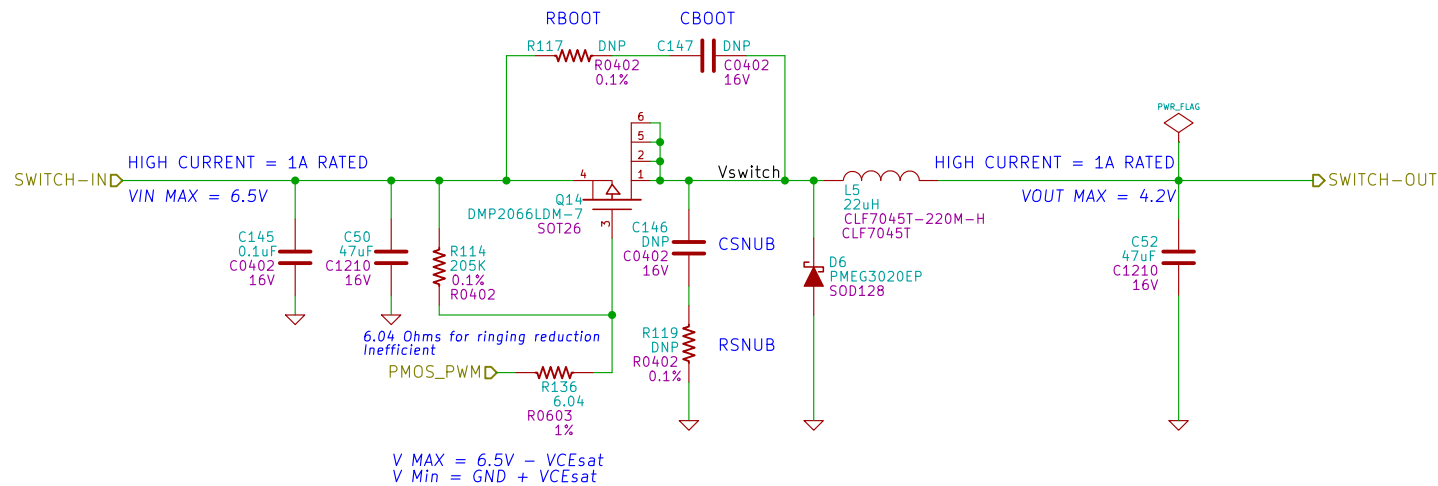 RBOOT
CBOOT
R117
DNP
R0402
0.1%
C147
DNP
C0402
16V
PWR_FLAG
6
5
2
1
4
3
HIGH CURRENT = 1A RATED
SWITCH-IN
VIN MAX = 6.5V
Vswitch
HIGH CURRENT = 1A RATED
SWITCH-OUT
VOUT MAX = 4.2V
Q14
DMP2066LDM-7
SOT26
L5
22uH
CLF7045T-220M-H
CLF7045T
C145
0.1uF
C0402
16V
C50
47uF
C1210
16V
R114
205K
0.1%
R0402
C146
DNP
C0402
16V
CSNUB
D6
PMEG3020EP
SOD128
C52
47uF
C1210
16V
6.04 Ohms for ringing reduction
Inefficient
R119
DNP
R0402
0.1%
RSNUB
PMOS_PWM
R136
6.04
R0603
1%
V MAX = 6.5V - VCEsat
V Min = GND + VCEsat